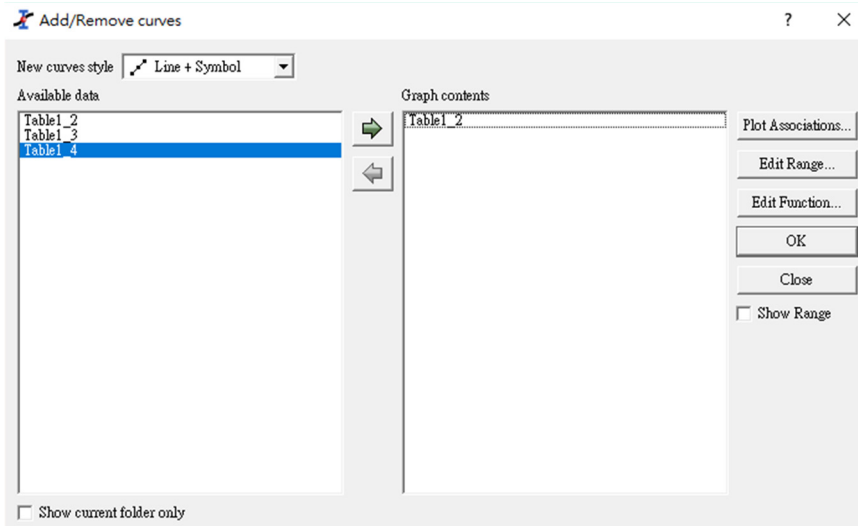 Add/Remove curves
New curves style
Line + Symbol
Available data
Graph contents
Table1_2
Table1_3
Table1_4
Table1_2
Plot Associations...
Edit Range...
Edit Function...
OK
Close
Show Range
Show current folder only